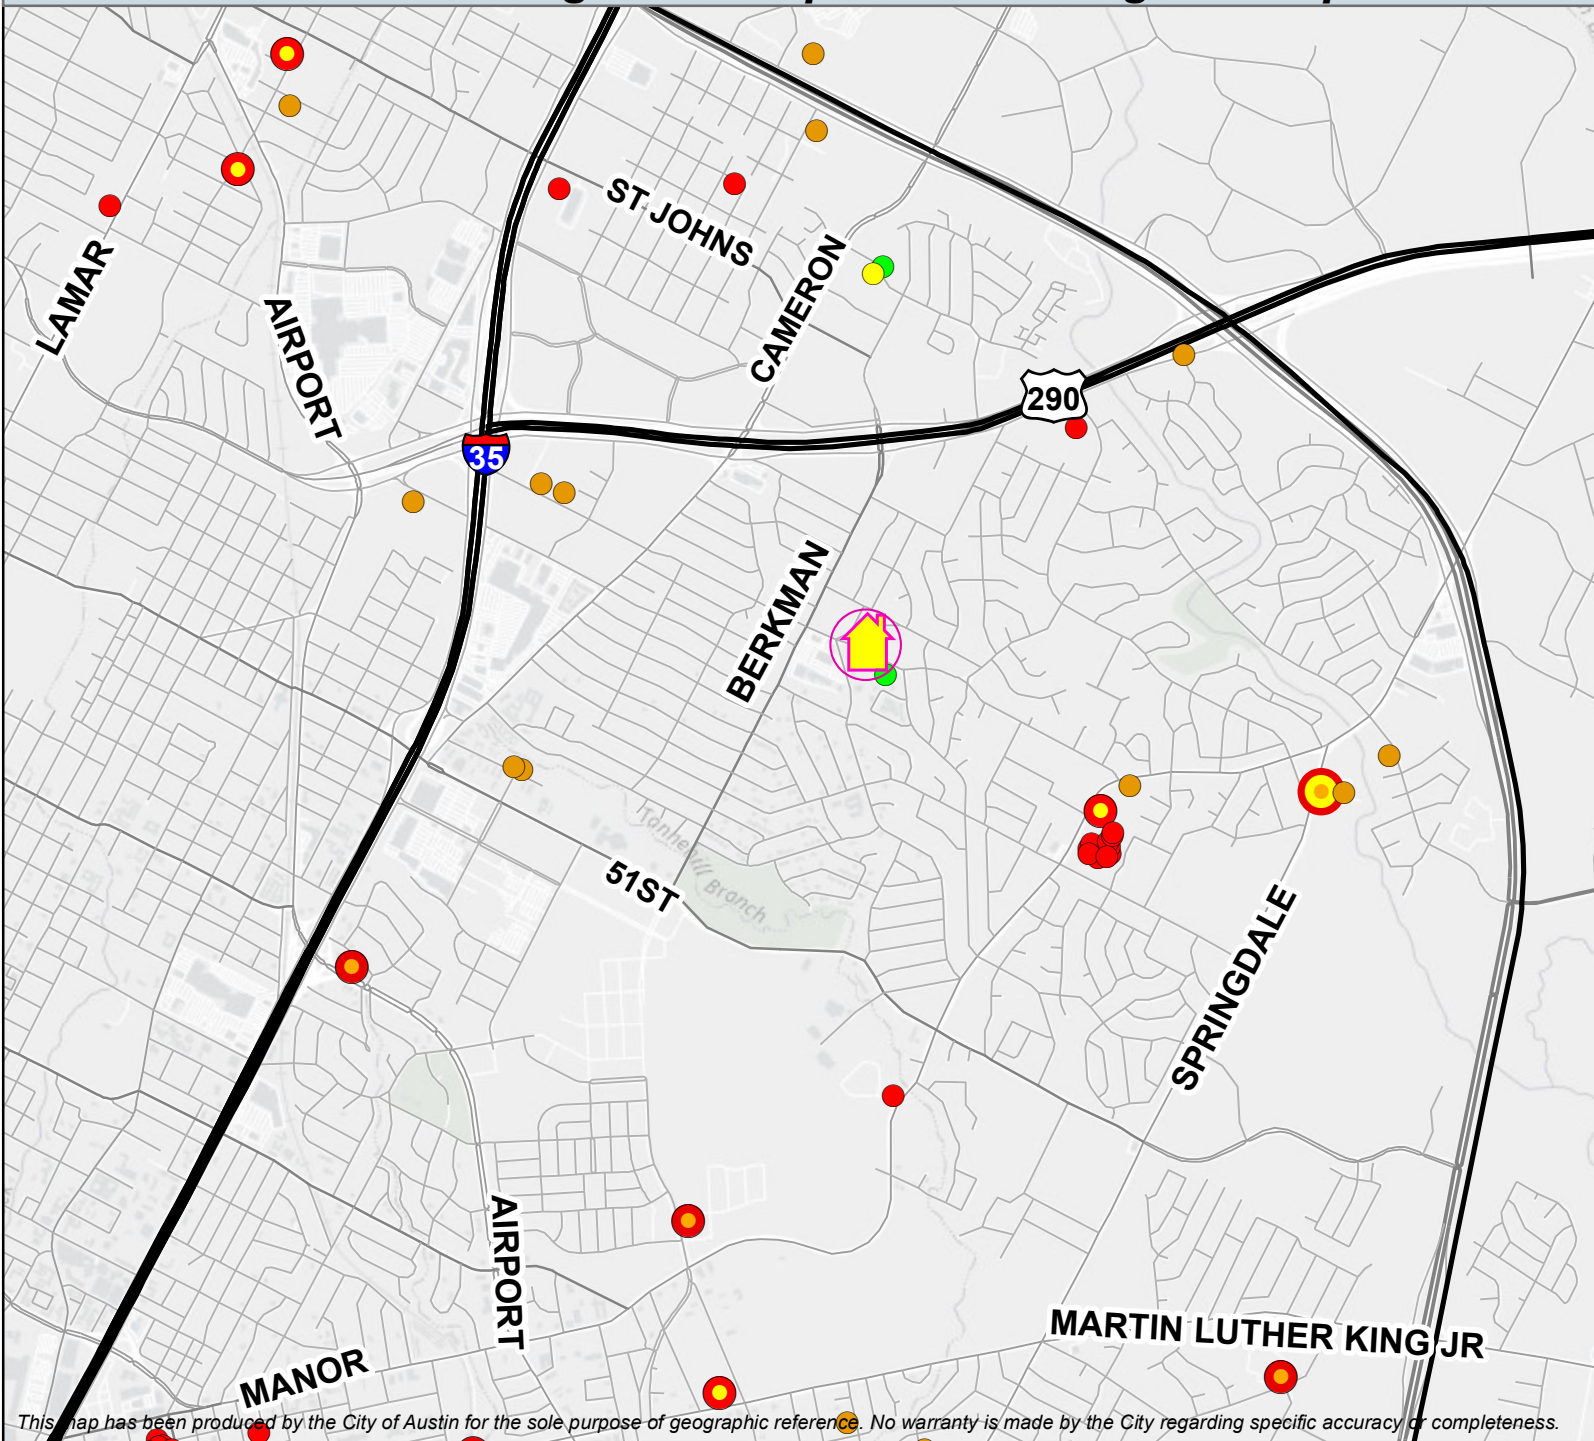 ST JOHNS
CAMERON
LAMAR
AIRPORT
290
35
BERKMAN
Tannehill Branch
51ST
SPRINGDALE
AIRPORT
MARTIN LUTHER KING JR
MANOR
This map has been produced by the City of Austin for the sole purpose of geographic reference. No warranty is made by the City regarding specific accuracy or completeness.